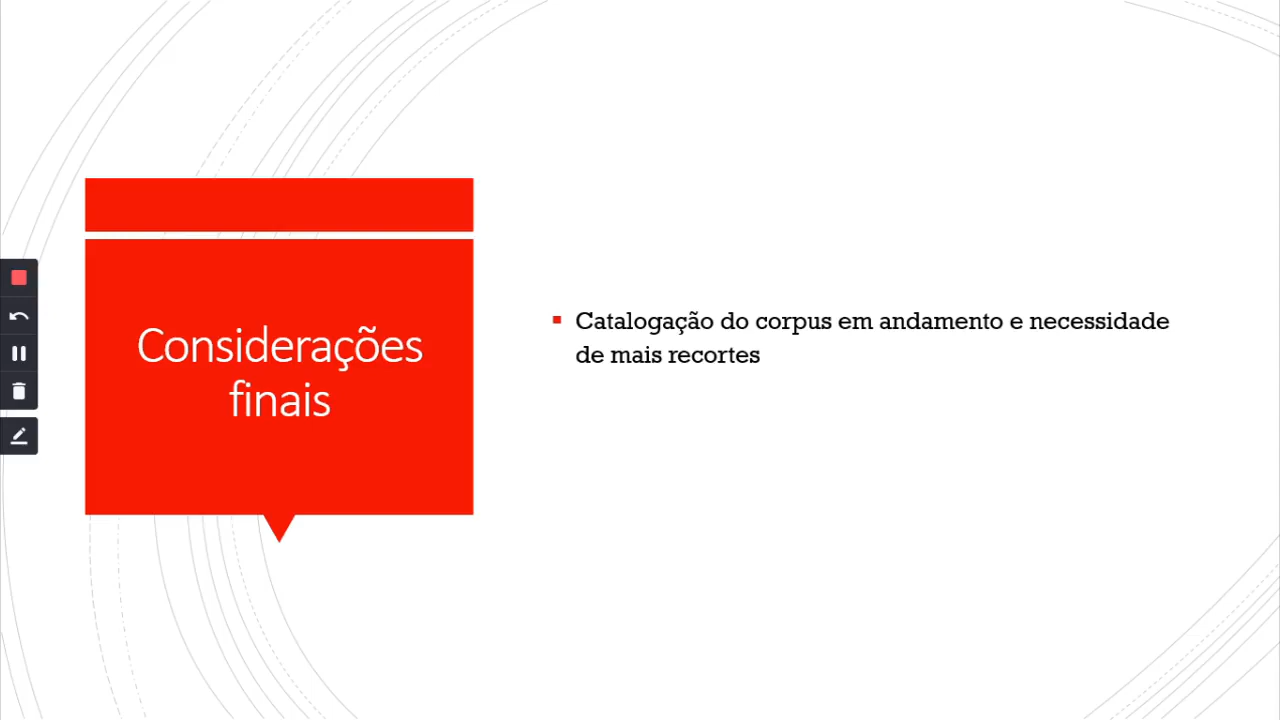 Considerações
finais
Catalogação do corpus em andamento e necessidade
de mais recortes